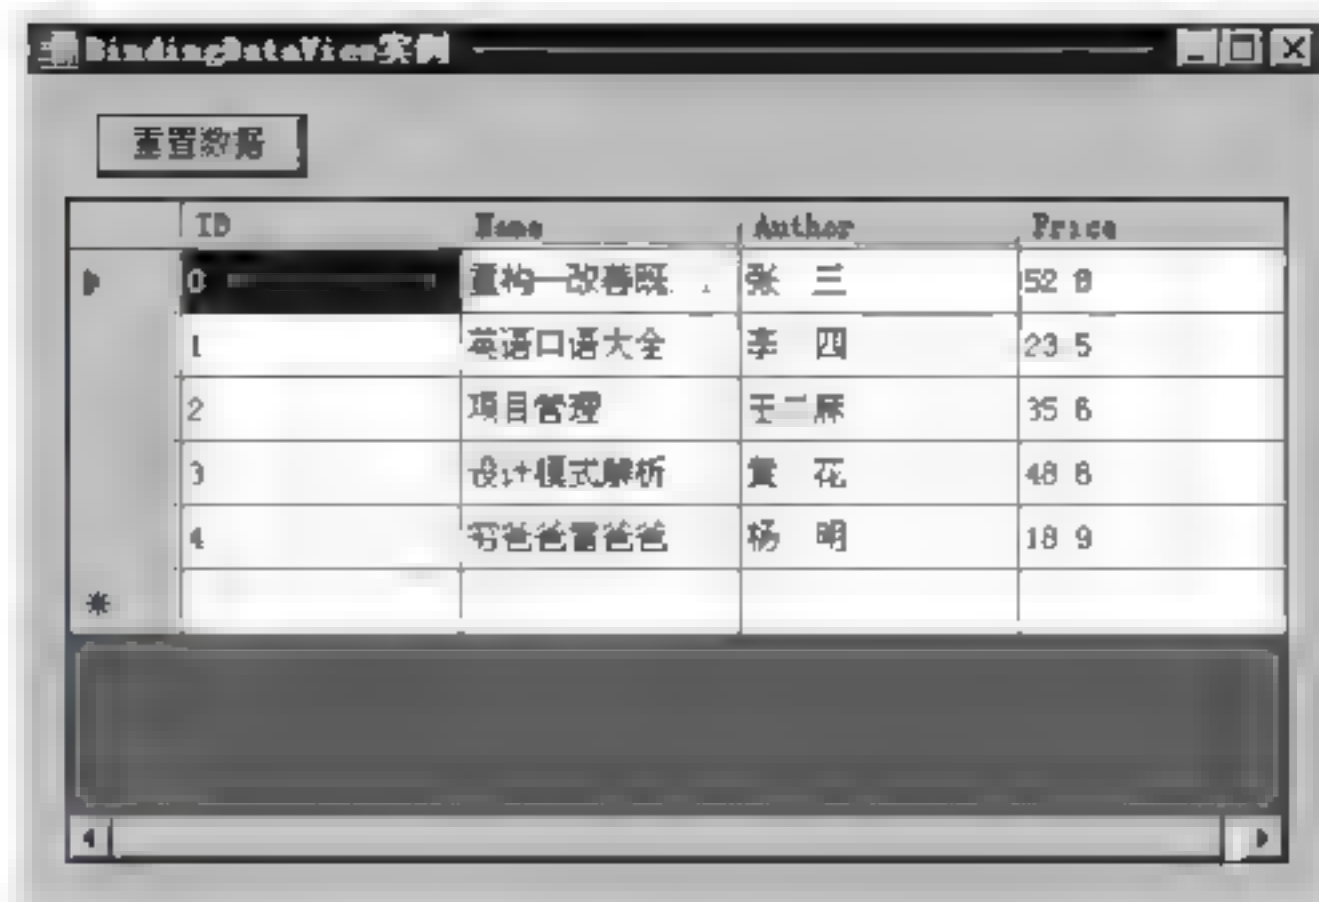 BindingDataView实例
重置数据
ID Name Author Price
0 重构—改善既... 张 三 52.8
1 英语口语大全 李 四 23.5
2 项目管理 王二麻 35.6
3 设计模式解析 黄 花 48.8
4 穷爸爸富爸爸 杨 明 18.9